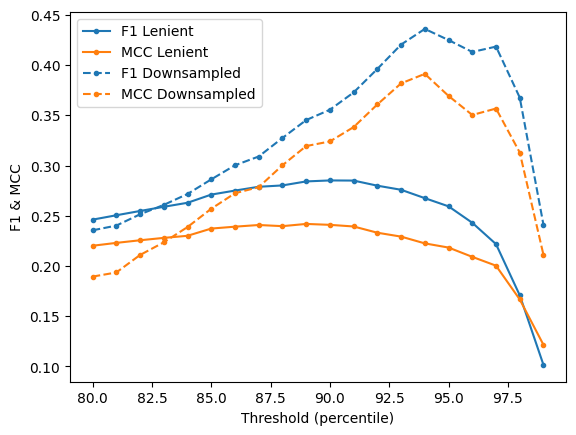 0.45
0.40
0.35
0.30
0.25
0.20
0.15
0.10
F1 & MCC
F1 Lenient
MCC Lenient
F1 Downsampled
MCC Downsampled
80.0 82.5 85.0 87.5 90.0 92.5 95.0 97.5
Threshold (percentile)